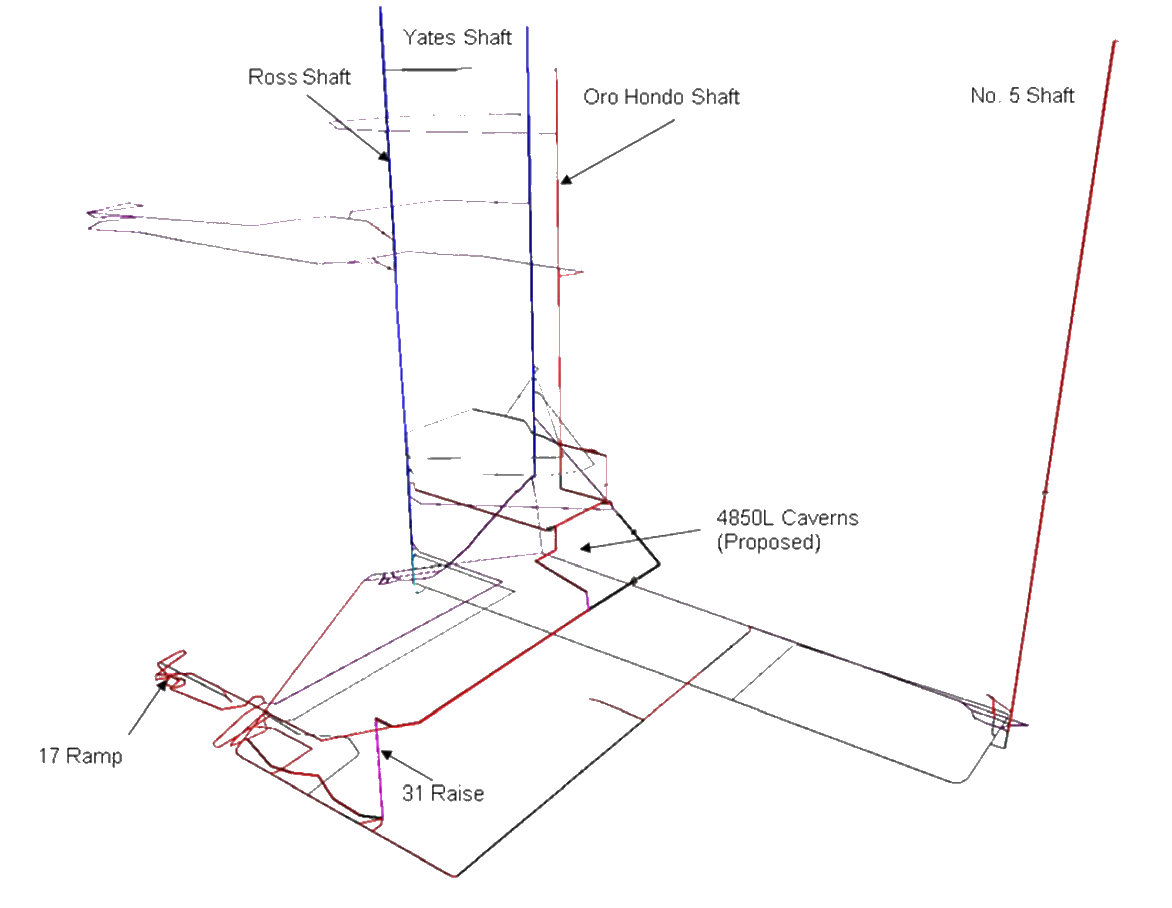 Yates Shaft
Ross Shaft
Oro Hondo Shaft
No. 5 Shaft
4850L Caverns
(Proposed)
17 Ramp
31 Raise